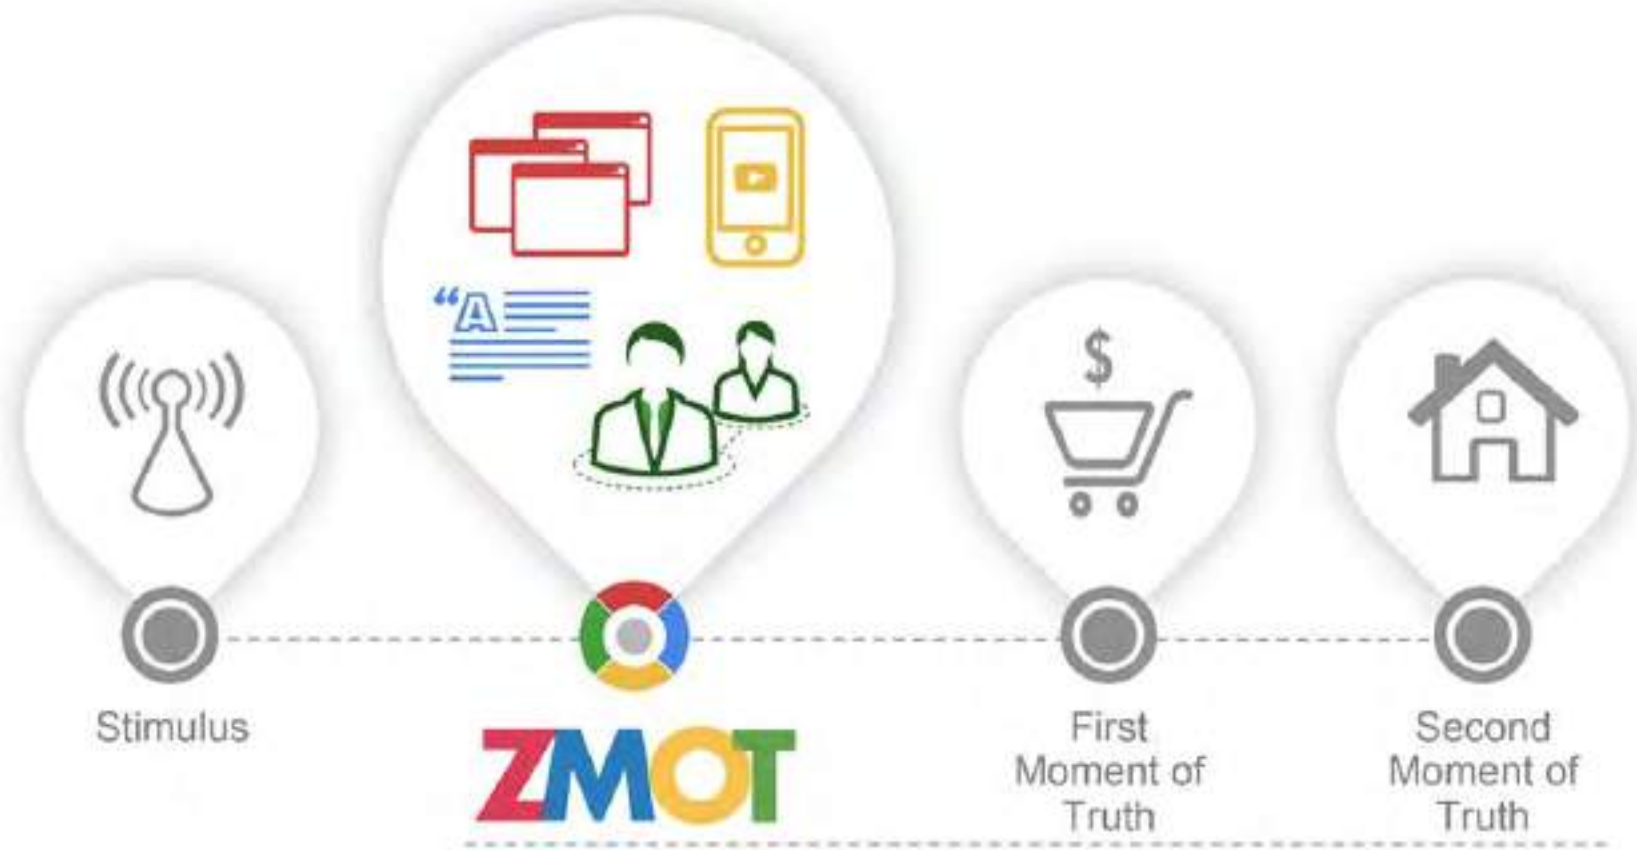 “A
$
Stimulus
ZMOT
First
Moment of
Truth
Second
Moment of
Truth